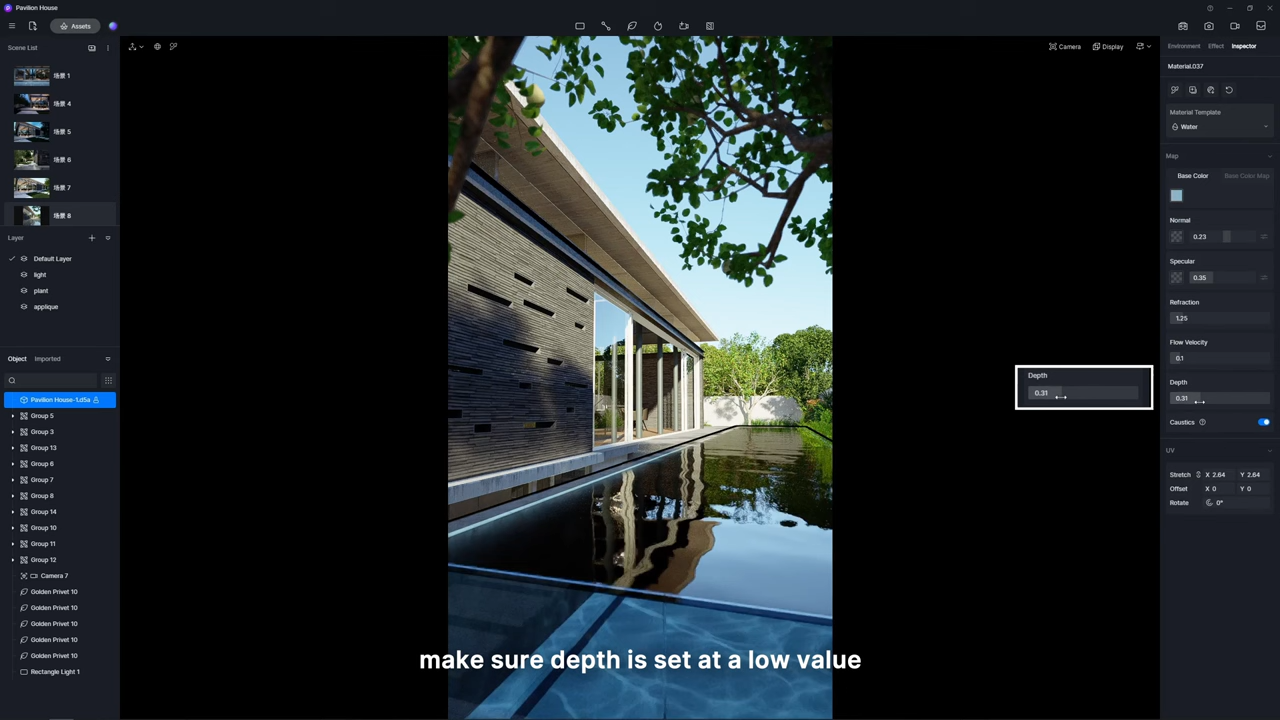 Pavilion House
Assets
Scene List
场景 1
场景 4
场景 5
场景 6
场景 7
场景 8
Layer
Default Layer
light
plant
applique
Object Imported
Pavilion House-1.d5a
Group 5
Group 3
Group 13
Group 6
Group 7
Group 8
Group 14
Group 10
Group 11
Group 12
Camera 7
Golden Privet 10
Golden Privet 10
Golden Privet 10
Golden Privet 10
Golden Privet 10
Rectangle Light 1
Camera Display
Depth
0.31
make sure depth is set at a low value
Environment Effect Inspector
Material.037
Material Template
Water
Map
Base Color Base Color Map
Normal
0.23
Specular
0.35
Refraction
1.25
Flow Velocity
0.1
Depth
0.31
Caustics
UV
Stretch X 2.64 Y 2.64
Offset X 0 Y 0
Rotate 0°